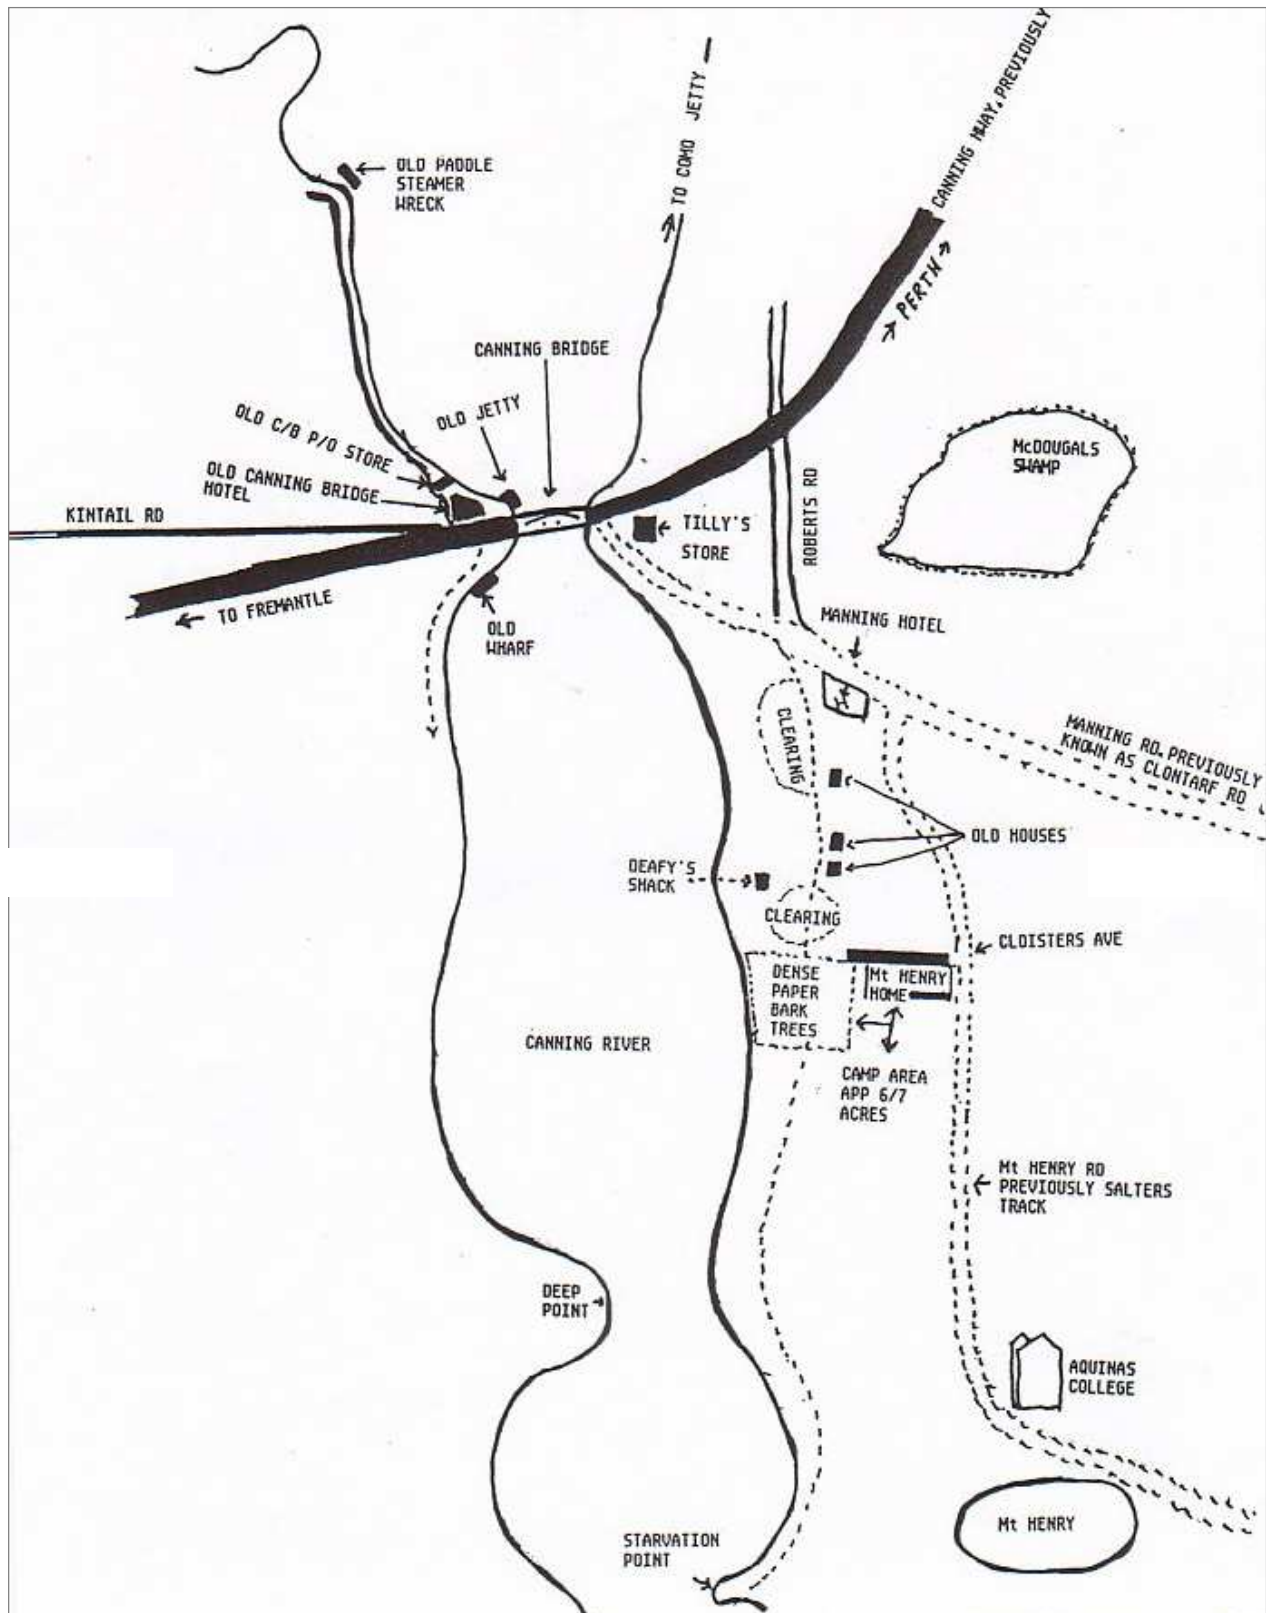 CANNING HWAY, PREVIOUSLY
→ TO COMO JETTY
OLD PADDLE
STEAMER
WRECK
→ PERTH →
CANNING BRIDGE
OLD JETTY
OLD C/B P/O STORE
OLD CANNING BRIDGE
HOTEL
KINTAIL RD
← TO FREMANTLE
OLD
WHARF
TILLY'S
STORE
ROBERTS RD
McDOUGALS
SWAMP
MANNING HOTEL
H
CLEARING
MANNING RD. PREVIOUSLY
KNOWN AS CLONTARF RD
OLD HOUSES
DEAFY'S
SHACK
CLEARING
CLOISTERS AVE
DENSE
PAPER
BARK
TREES
Mt HENRY
HOME
CANNING RIVER
CAMP AREA
APP 6/7
ACRES
Mt HENRY RD
PREVIOUSLY SALTERS
TRACK
DEEP
POINT
AQUINAS
COLLEGE
Mt HENRY
STARVATION
POINT